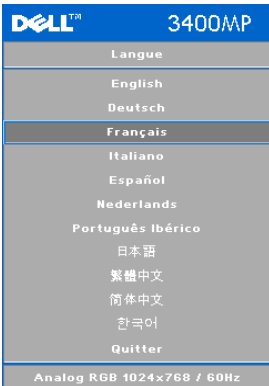 DELL™ 3400MP
Langue
English
Deutsch
Français
Italiano
Español
Nederlands
Português Ibérico
日本語
繁體中文
简体中文
한국어
Quitter
Analog RGB 1024x768 / 60Hz